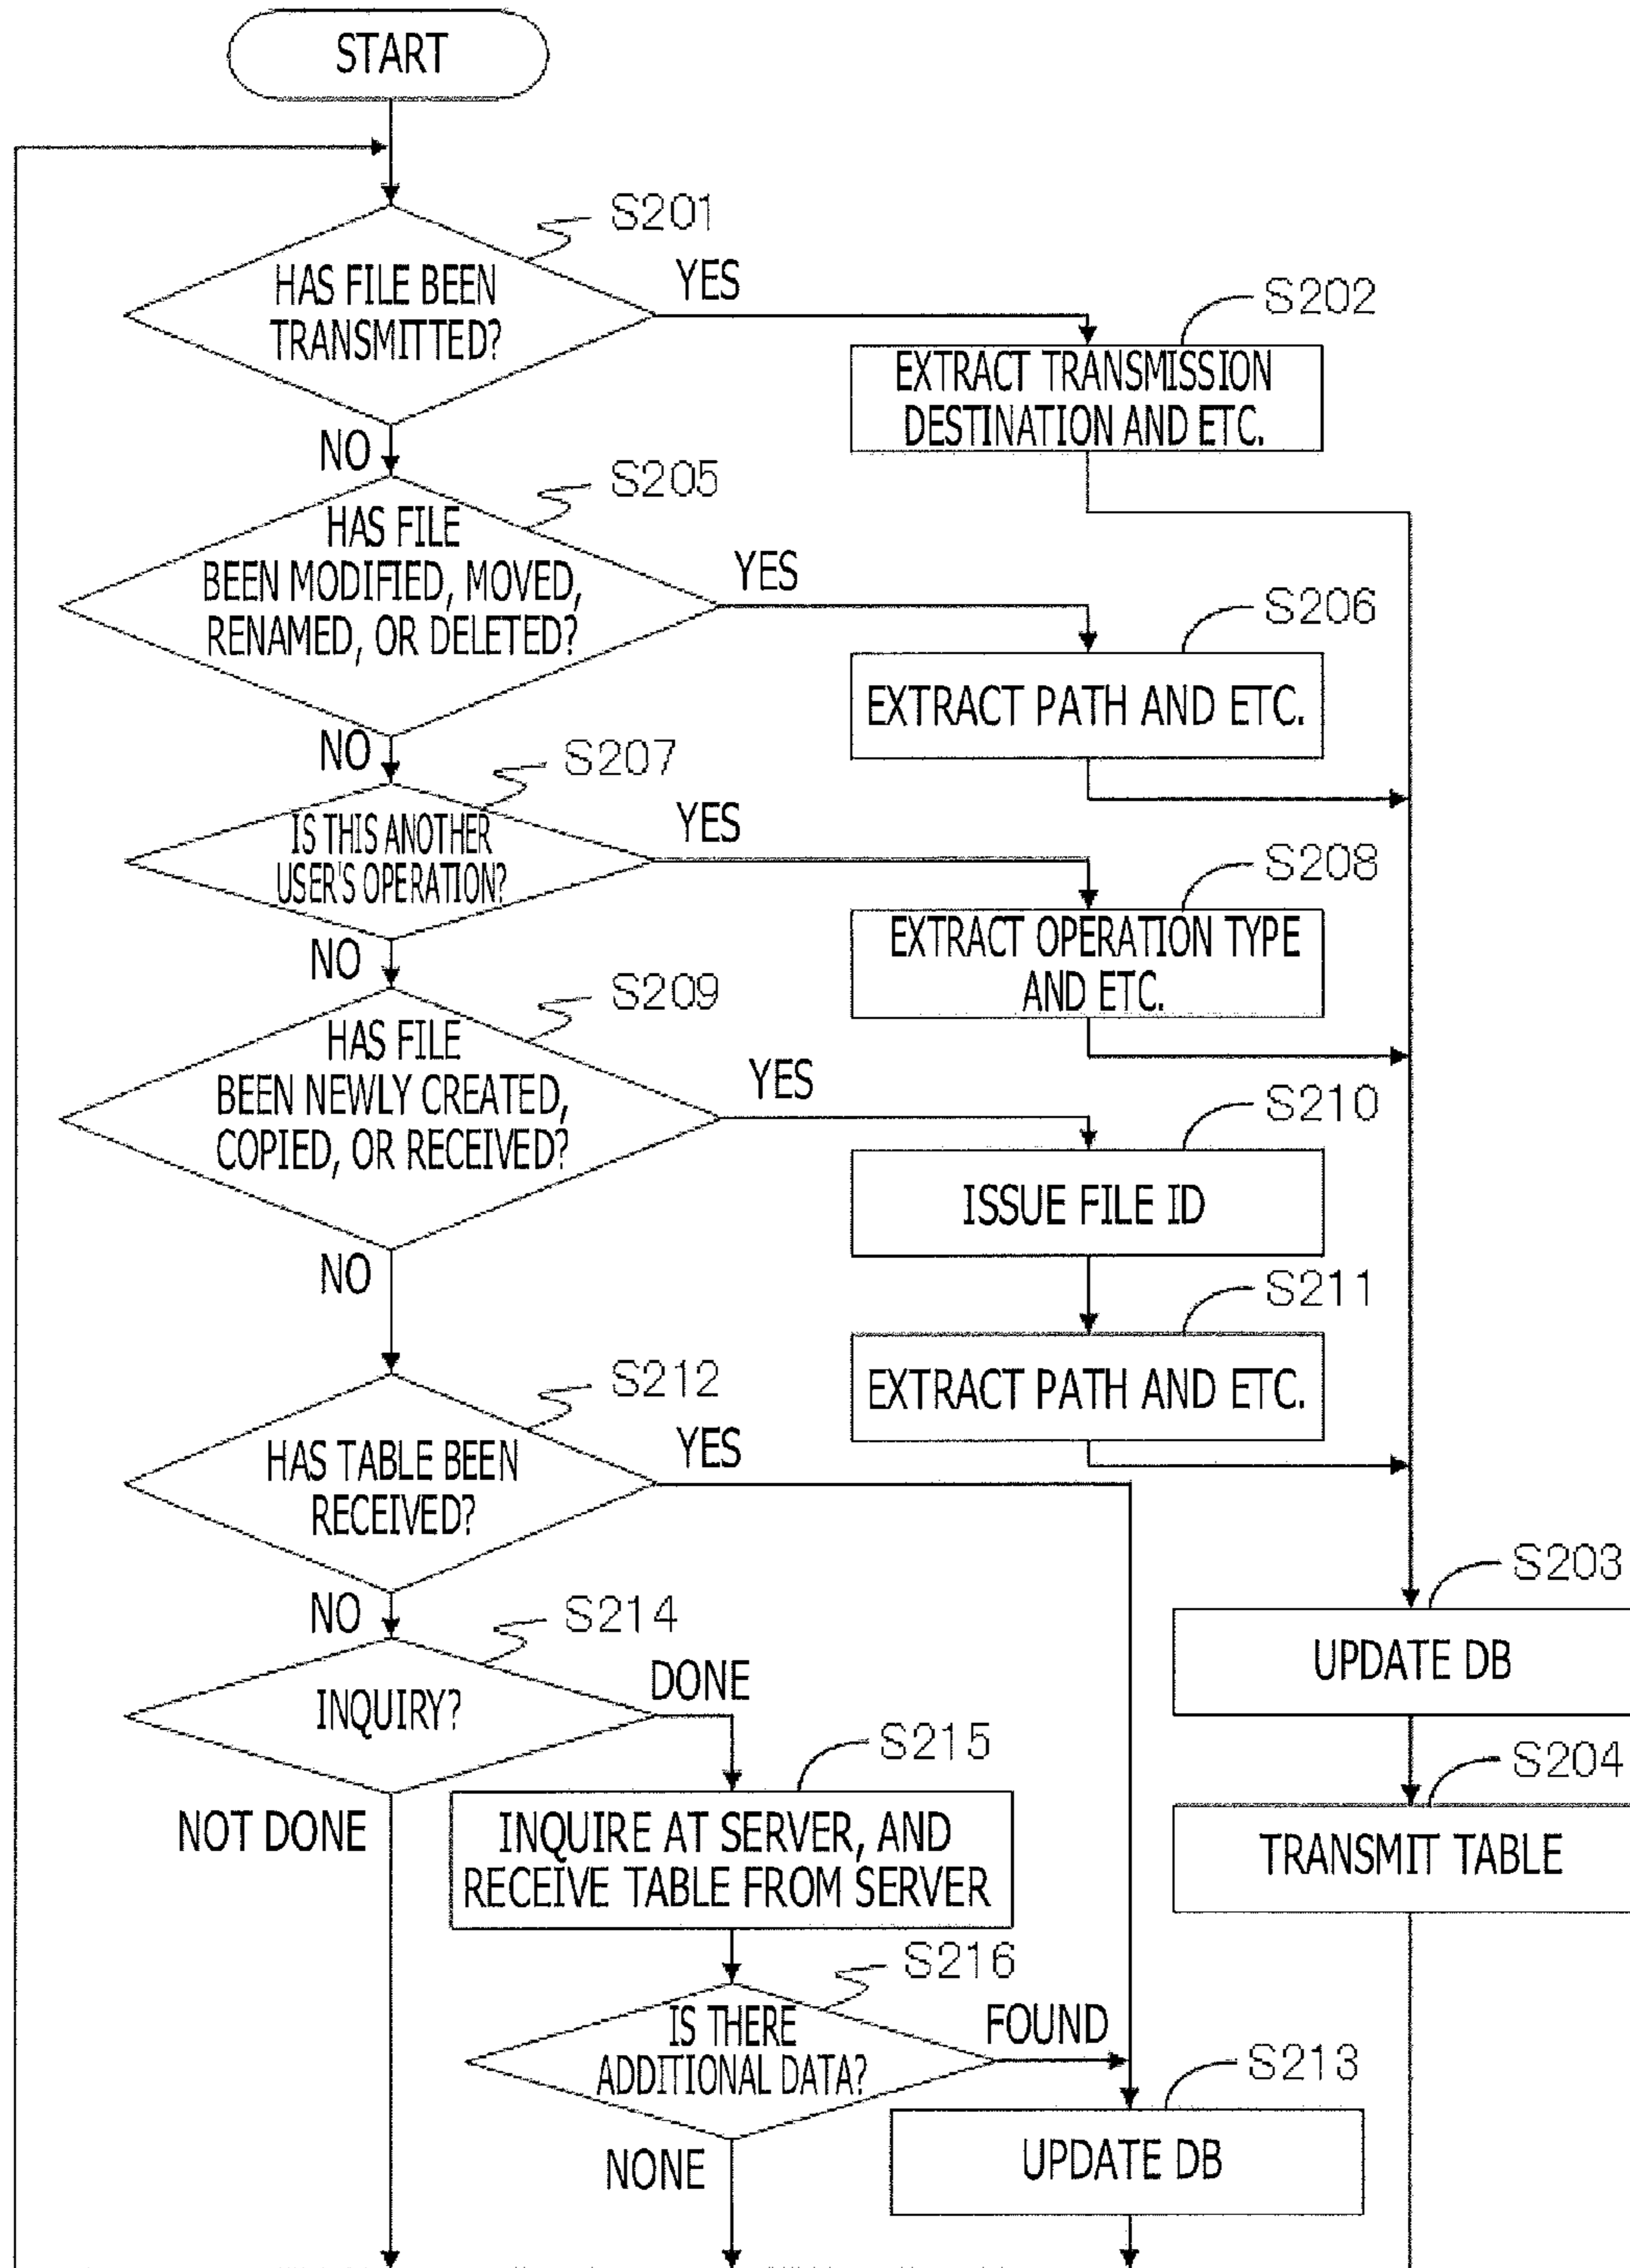 START
S201
HAS FILE BEEN
TRANSMITTED?
YES
NO
S202
EXTRACT TRANSMISSION
DESTINATION AND ETC.
S205
HAS FILE
BEEN MODIFIED, MOVED,
RENAMED, OR DELETED?
YES
NO
S206
EXTRACT PATH AND ETC.
S207
IS THIS ANOTHER
USER'S OPERATION?
YES
NO
S208
EXTRACT OPERATION TYPE
AND ETC.
S209
HAS FILE
BEEN NEWLY CREATED,
COPIED, OR RECEIVED?
YES
NO
S210
ISSUE FILE ID
S211
EXTRACT PATH AND ETC.
S212
HAS TABLE BEEN
RECEIVED?
YES
NO
S203
UPDATE DB
S204
TRANSMIT TABLE
S214
INQUIRY?
DONE
NOT DONE
S215
INQUIRE AT SERVER, AND
RECEIVE TABLE FROM SERVER
S216
IS THERE
ADDITIONAL DATA?
FOUND
NONE
S213
UPDATE DB